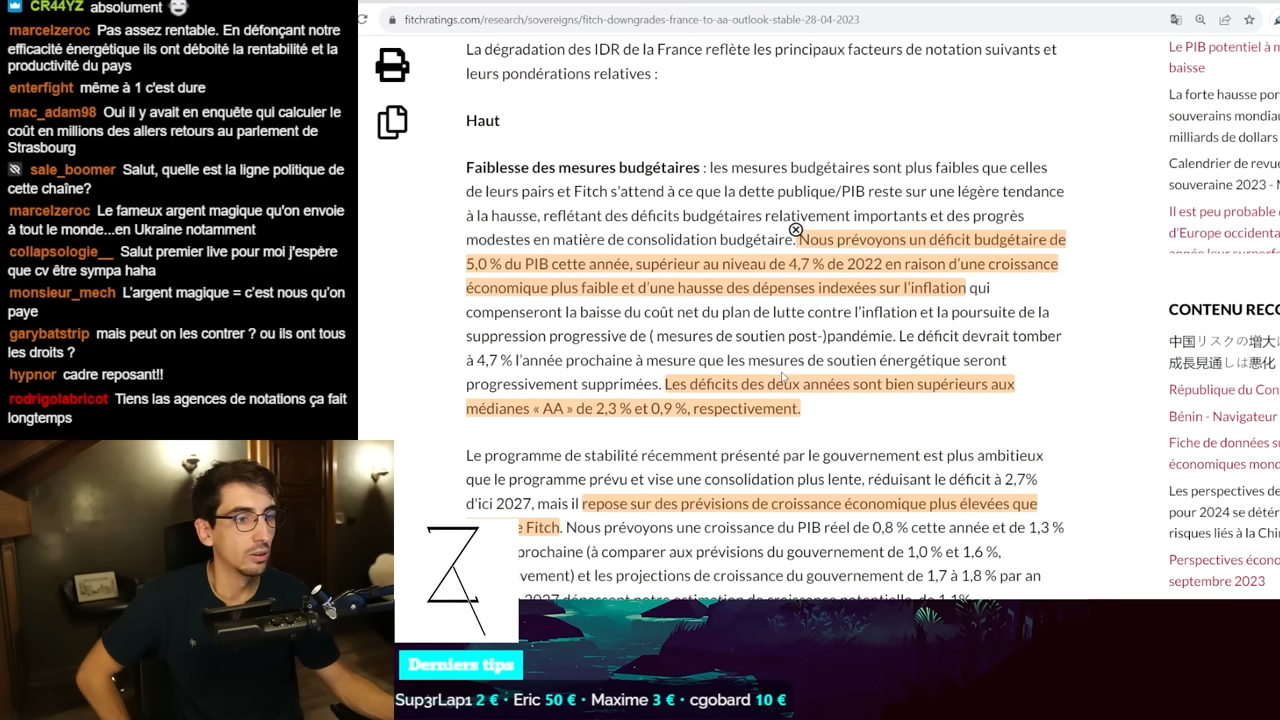 CR44YZ absolument
marcelzeroc Pas assez rentable. En défonçant notre
efficacité énergétique ils ont déboité la rentabilité et la
productivité du pays
enterfight même à 1 c'est dure
mac_adam98 Oui il y avait en enquête qui calculer le
coût en millions des allers retours au parlement de
Strasbourg
sale_boomer Salut, quelle est la ligne politique de
cette chaîne?
marcelzeroc Le fameux argent magique qu'on envoie
à tout le monde...en Ukraine notamment
collapsologie__ Salut premier live pour moi j'espère
que cv être sympa haha
monsieur_mech L'argent magique = c'est nous qu'on
paye
garybatstrip mais peut on les contrer ? ou ils ont tous
les droits ?
hypnor cadre reposant!!
rodrigolabricot Tiens las agences de notations ça fait
longtemps
fitchratings.com/research/sovereigns/fitch-downgrades-france-to-aa-outlook-stable-28-04-2023
La dégradation des IDR de la France reflète les principaux facteurs de notation suivants et
leurs pondérations relatives :
Haut
Faiblesse des mesures budgétaires : les mesures budgétaires sont plus faibles que celles
de leurs pairs et Fitch s'attend à ce que la dette publique/PIB reste sur une légère tendance
à la hausse, reflétant des déficits budgétaires relativement importants et des progrès
modestes en matière de consolidation budgétaire. Nous prévoyons un déficit budgétaire de
5,0 % du PIB cette année, supérieur au niveau de 4,7 % de 2022 en raison d'une croissance
économique plus faible et d'une hausse des dépenses indexées sur l'inflation qui
compenseront la baisse du coût net du plan de lutte contre l'inflation et la poursuite de la
suppression progressive de ( mesures de soutien post-)pandémie. Le déficit devrait tomber
à 4,7 % l'année prochaine à mesure que les mesures de soutien énergétique seront
progressivement supprimées. Les déficits des deux années sont bien supérieurs aux
médianes « AA » de 2,3 % et 0,9 %, respectivement.
Le programme de stabilité récemment présenté par le gouvernement est plus ambitieux
que le programme prévu et vise une consolidation plus lente, réduisant le déficit à 2,7%
d'ici 2027, mais il repose sur des prévisions de croissance économique plus élevées que
e Fitch. Nous prévoyons une croissance du PIB réel de 0,8 % cette année et de 1,3 %
prochaine (à comparer aux prévisions du gouvernement de 1,0 % et 1,6 %,
vement) et les projections de croissance du gouvernement de 1,7 à 1,8 % par an
Le PIB potentiel à m
baisse
La forte hausse por
souverains mondia
milliards de dollars
Calendrier de revue
souveraine 2023 - M
Il est peu probable
d'Europe occidenta
CONTENU RECO
中国リスクの増大は
成長見通しは悪化
République du Con
Bénin - Navigateur
Fiche de données su
économiques mond
Les perspectives de
pour 2024 se détér
risques liés à la Chi
Perspectives écono
septembre 2023
Derniers tips
Sup3rLap1 2 € • Eric 50 € • Maxime 3 € • cgobard 10 €